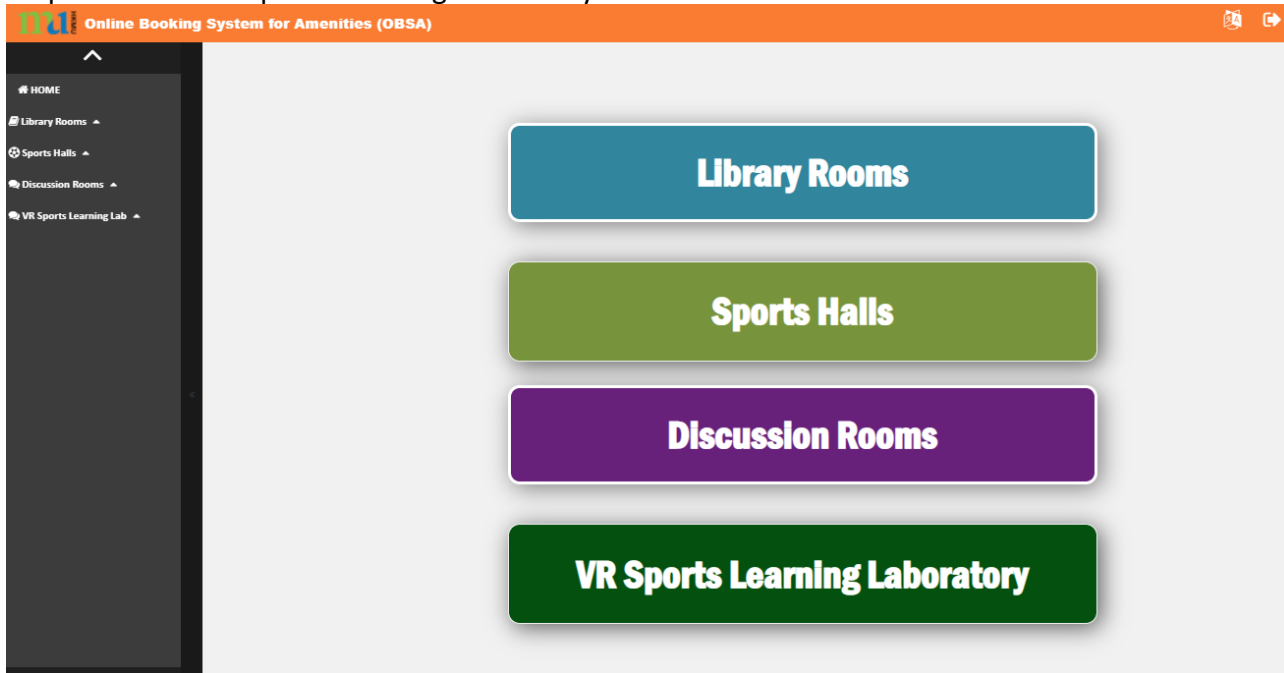 mu Online Booking System for Amenities (OBSA)
HOME
Library Rooms
Sports Halls
Discussion Rooms
VR Sports Learning Lab
Library Rooms
Sports Halls
Discussion Rooms
VR Sports Learning Laboratory